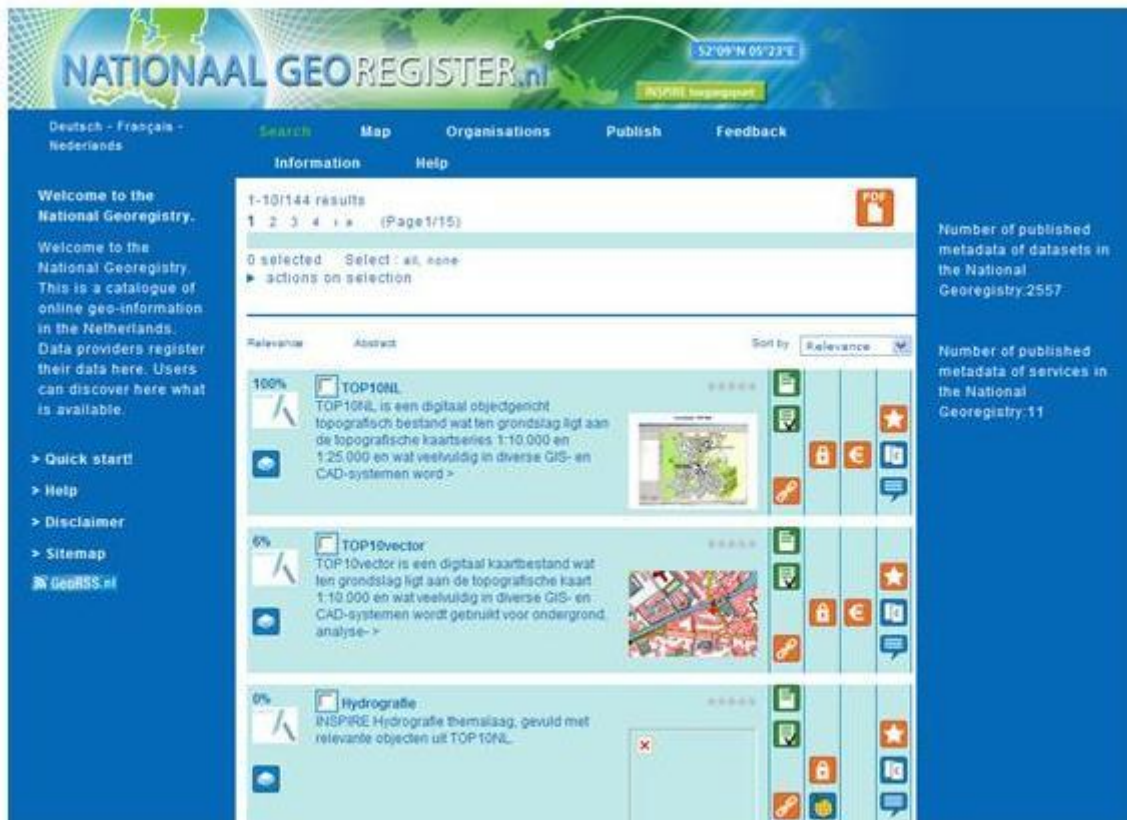 NATIONAAL GEOREGISTER.nl
52°09'N 05°23'E
INSPIRE toegangspunt
Deutsch - Français -
Nederlands
Search Map Organisations Publish Feedback
Information Help
Welcome to the
National Georegistry.
Welcome to the
National Georegistry
This is a catalogue of
online geo-information
in the Netherlands.
Data providers register
their data here. Users
can discover here what
is available.
> Quick start!
> Help
> Disclaimer
> Sitemap
GeoRSS.nl
1-10/144 results
1 2 3 4 › » (Page1/15)
PDF
0 selected Select : all, none
► actions on selection
Relevance Abstract Sort by Relevance
100% TOP10NL
TOP10NL is een digitaal objectgericht
topografisch bestand wat ten grondslag ligt aan
de topografische kaartseries 1:10.000 en
1:25.000 en wat veelvuldig in diverse GIS- en
CAD-systemen word >
6% TOP10vector
TOP10vector is een digitaal kaartbestand wat
ten grondslag ligt aan de topografische kaart
1:10.000 en wat veelvuldig in diverse GIS- en
CAD-systemen wordt gebruikt voor ondergrond,
analyse- >
0% Hydrografie
INSPIRE Hydrografie themalaag, gevuld met
relevante objecten uit TOP10NL.
Number of published
metadata of datasets in
the National
Georegistry:2557
Number of published
metadata of services in
the National
Georegistry:11